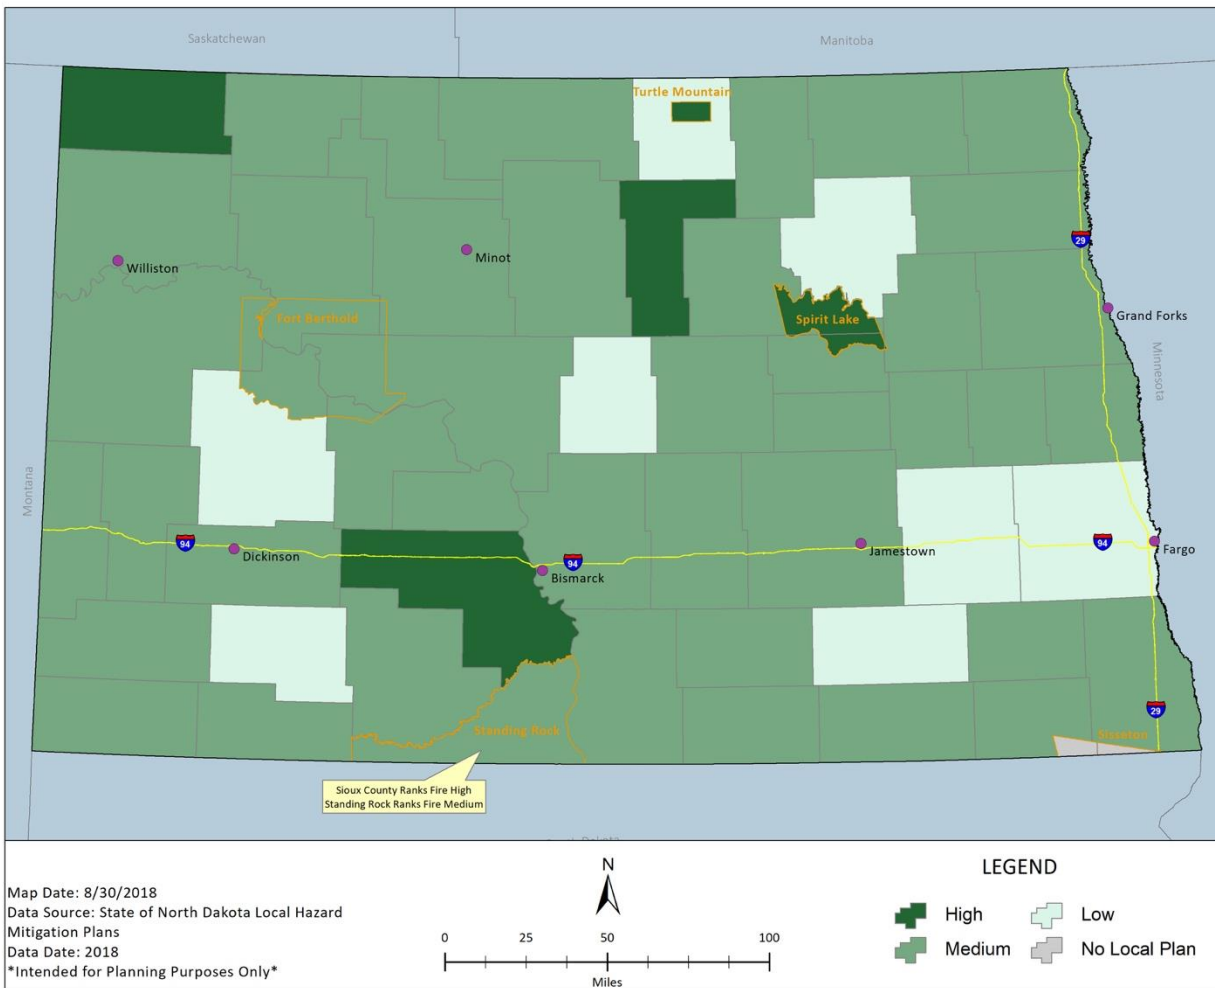 Saskatchewan
Manitoba
Turtle Mountain
29
Williston
Minot
Fort Berthold
Spirit Lake
Grand Forks
Minnesota
Montana
94
Dickinson
94
Bismarck
Jamestown
94
Fargo
Standing Rock
29
Sisseton
Sioux County Ranks Fire High
Standing Rock Ranks Fire Medium
Map Date: 8/30/2018
Data Source: State of North Dakota Local Hazard
Mitigation Plans
Data Date: 2018
*Intended for Planning Purposes Only*
N
0 25 50 100
Miles
LEGEND
High
Low
Medium
No Local Plan